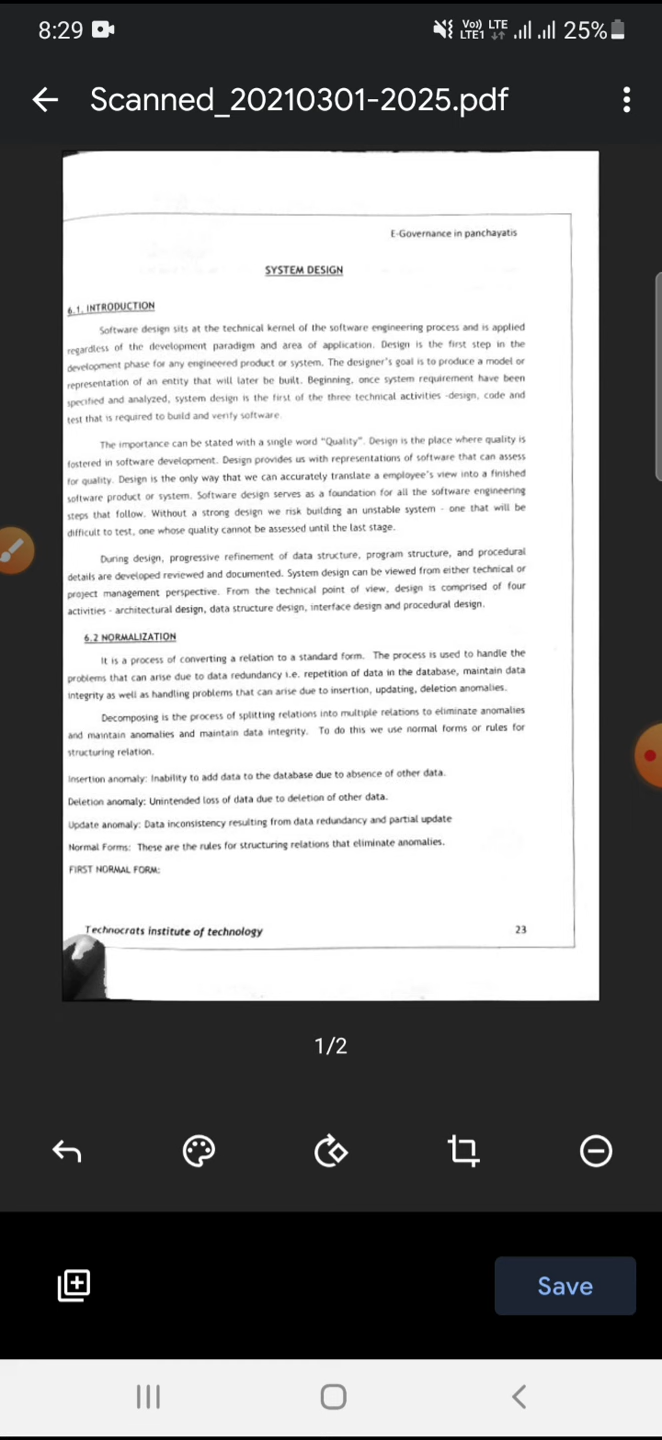 8:29
Vo)) LTE
LTE1
25%
Scanned_20210301-2025.pdf
E-Governance in panchayatis
SYSTEM DESIGN
6.1. INTRODUCTION
Software design sits at the technical kernel of the software engineering process and is applied
regardless of the development paradigm and area of application. Design is the first step in the
development phase for any engineered product or system. The designer's goal is to produce a model or
representation of an entity that will later be built. Beginning, once system requirement have been
specified and analyzed, system design is the first of the three technical activities -design, code and
test that is required to build and verify software.
The importance can be stated with a single word "Quality". Design is the place where quality is
fostered in software development. Design provides us with representations of software that can assess
for quality. Design is the only way that we can accurately translate a employee's view into a finished
software product or system. Software design serves as a foundation for all the software engineering
steps that follow. Without a strong design we risk building an unstable system - one that will be
difficult to test, one whose quality cannot be assessed until the last stage.
During design, progressive refinement of data structure, program structure, and procedural
details are developed reviewed and documented. System design can be viewed from either technical or
project management perspective. From the technical point of view, design is comprised of four
activities - architectural design, data structure design, interface design and procedural design.
6.2 NORMALIZATION
It is a process of converting a relation to a standard form. The process is used to handle the
problems that can arise due to data redundancy i.e. repetition of data in the database, maintain data
integrity as well as handling problems that can arise due to insertion, updating, deletion anomalies.
Decomposing is the process of splitting relations into multiple relations to eliminate anomalies
and maintain anomalies and maintain data integrity. To do this we use normal forms or rules for
structuring relation.
Insertion anomaly: Inability to add data to the database due to absence of other data.
Deletion anomaly: Unintended loss of data due to deletion of other data.
Update anomaly: Data inconsistency resulting from data redundancy and partial update
Normal Forms: These are the rules for structuring relations that eliminate anomalies.
FIRST NORMAL FORM:
Technocrats institute of technology 23
1/2
Save